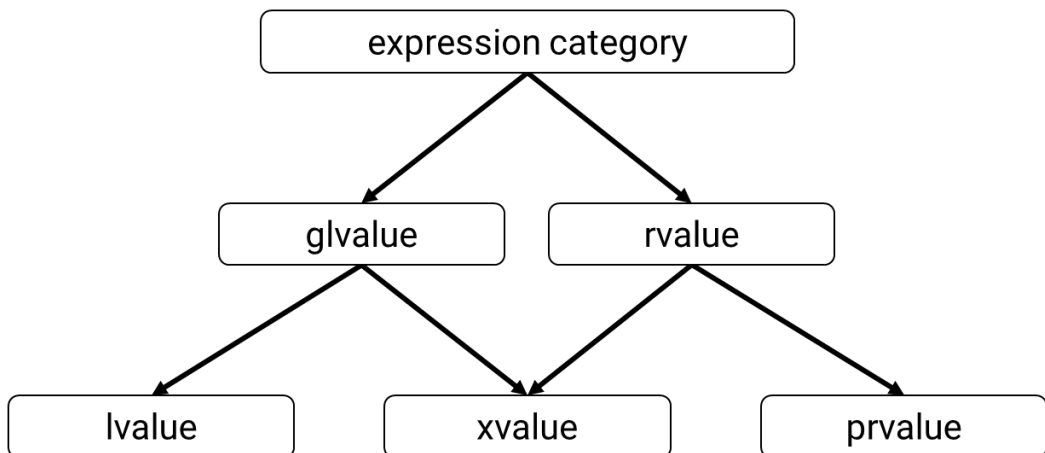 expression category
glvalue
rvalue
lvalue
xvalue
prvalue